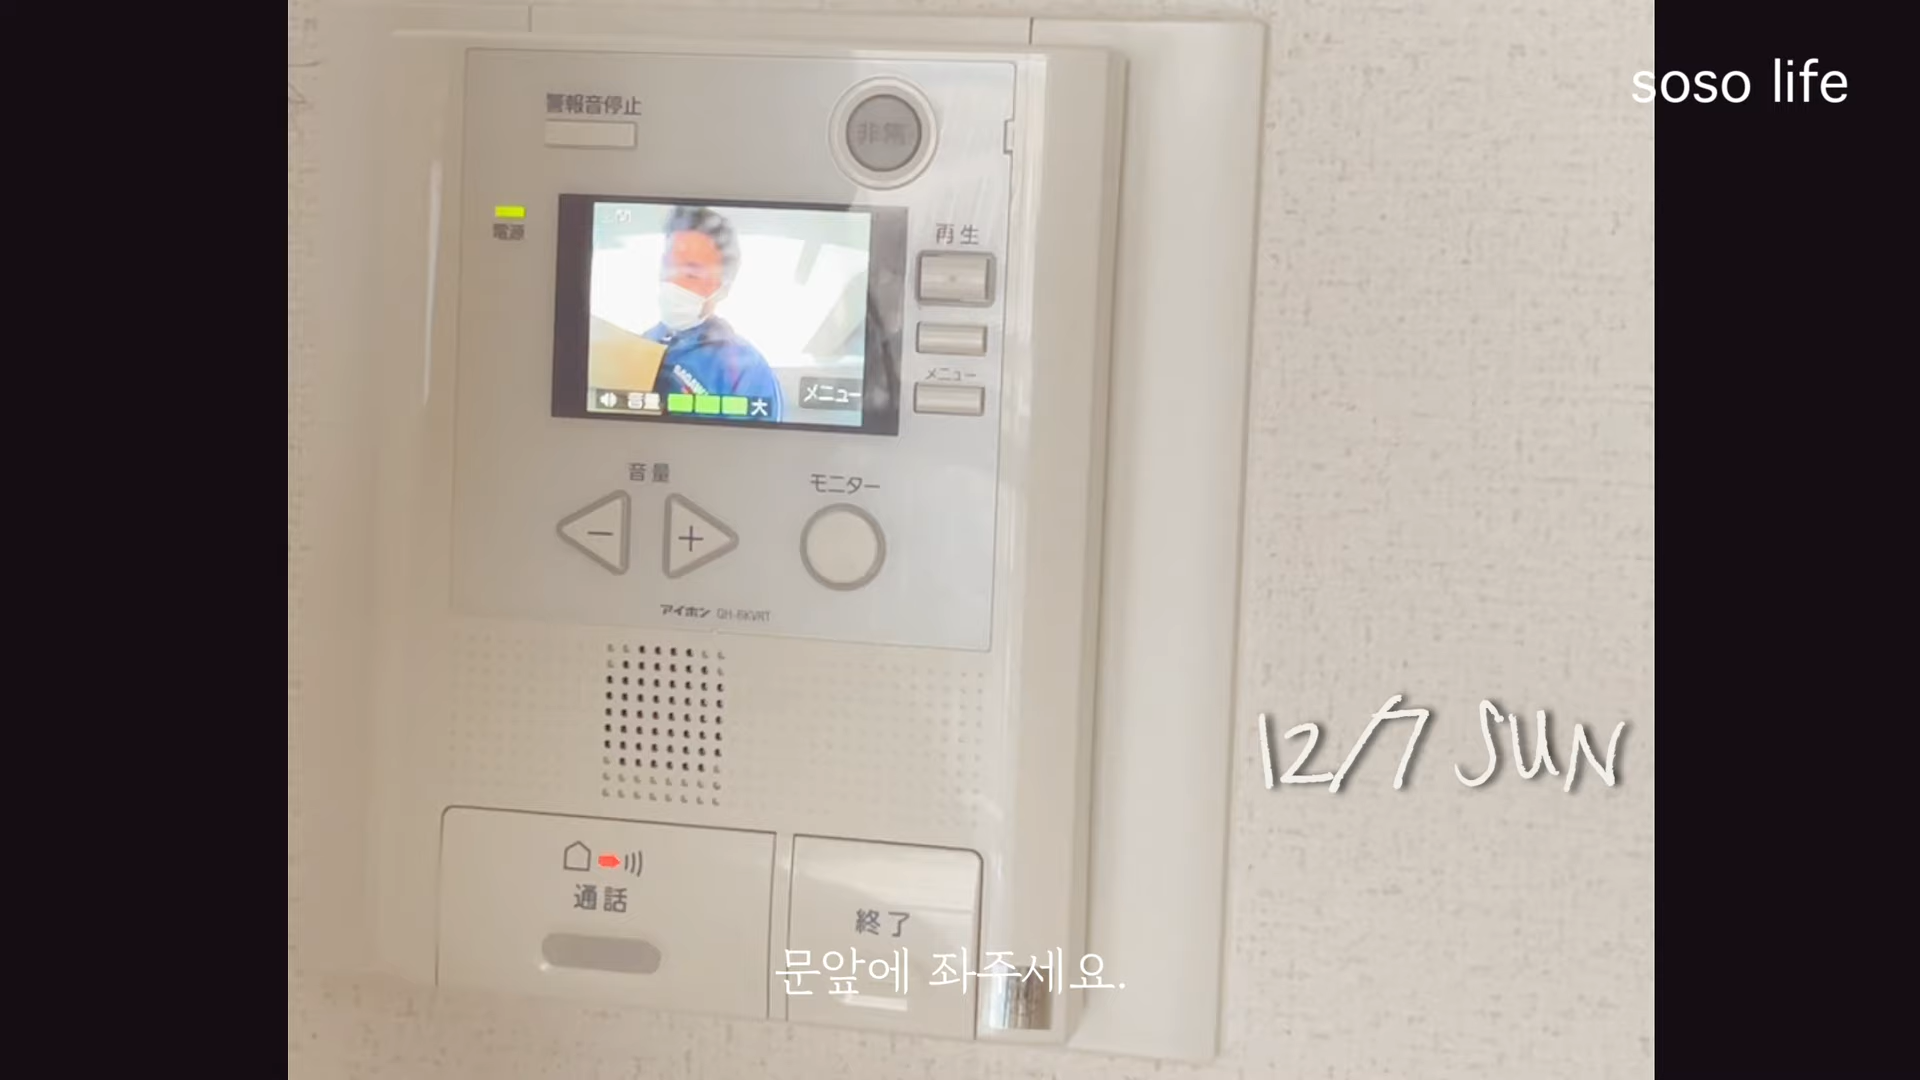 soso life
警報音停止
非常
電源
再生
メニュー
音量
大
メニュー
音量
モニター
アイホン
12/7 SUN
通話
終了
문앞에 좌주세요.